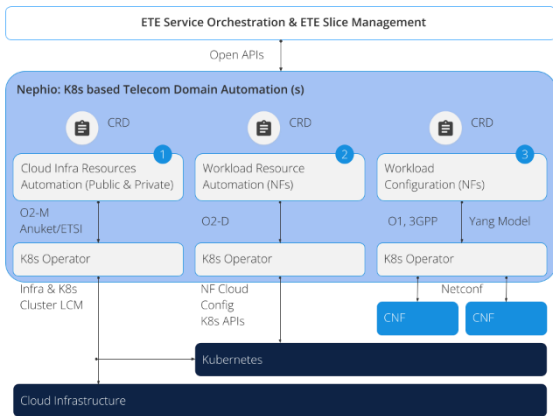 ETE Service Orchestration & ETE Slice Management
Open APIs
Nephio: K8s based Telecom Domain Automation (s)
CRD
CRD
CRD
1
2
3
Cloud Infra Resources
Automation (Public & Private)
Workload Resource
Automation (NFs)
Workload
Configuration (NFs)
O2-M
Anuket/ETSI
O2-D
O1, 3GPP
Yang Model
K8s Operator
K8s Operator
K8s Operator
Infra & K8s
Cluster LCM
NF Cloud
Config
K8s APIs
Netconf
CNF
CNF
Kubernetes
Cloud Infrastructure